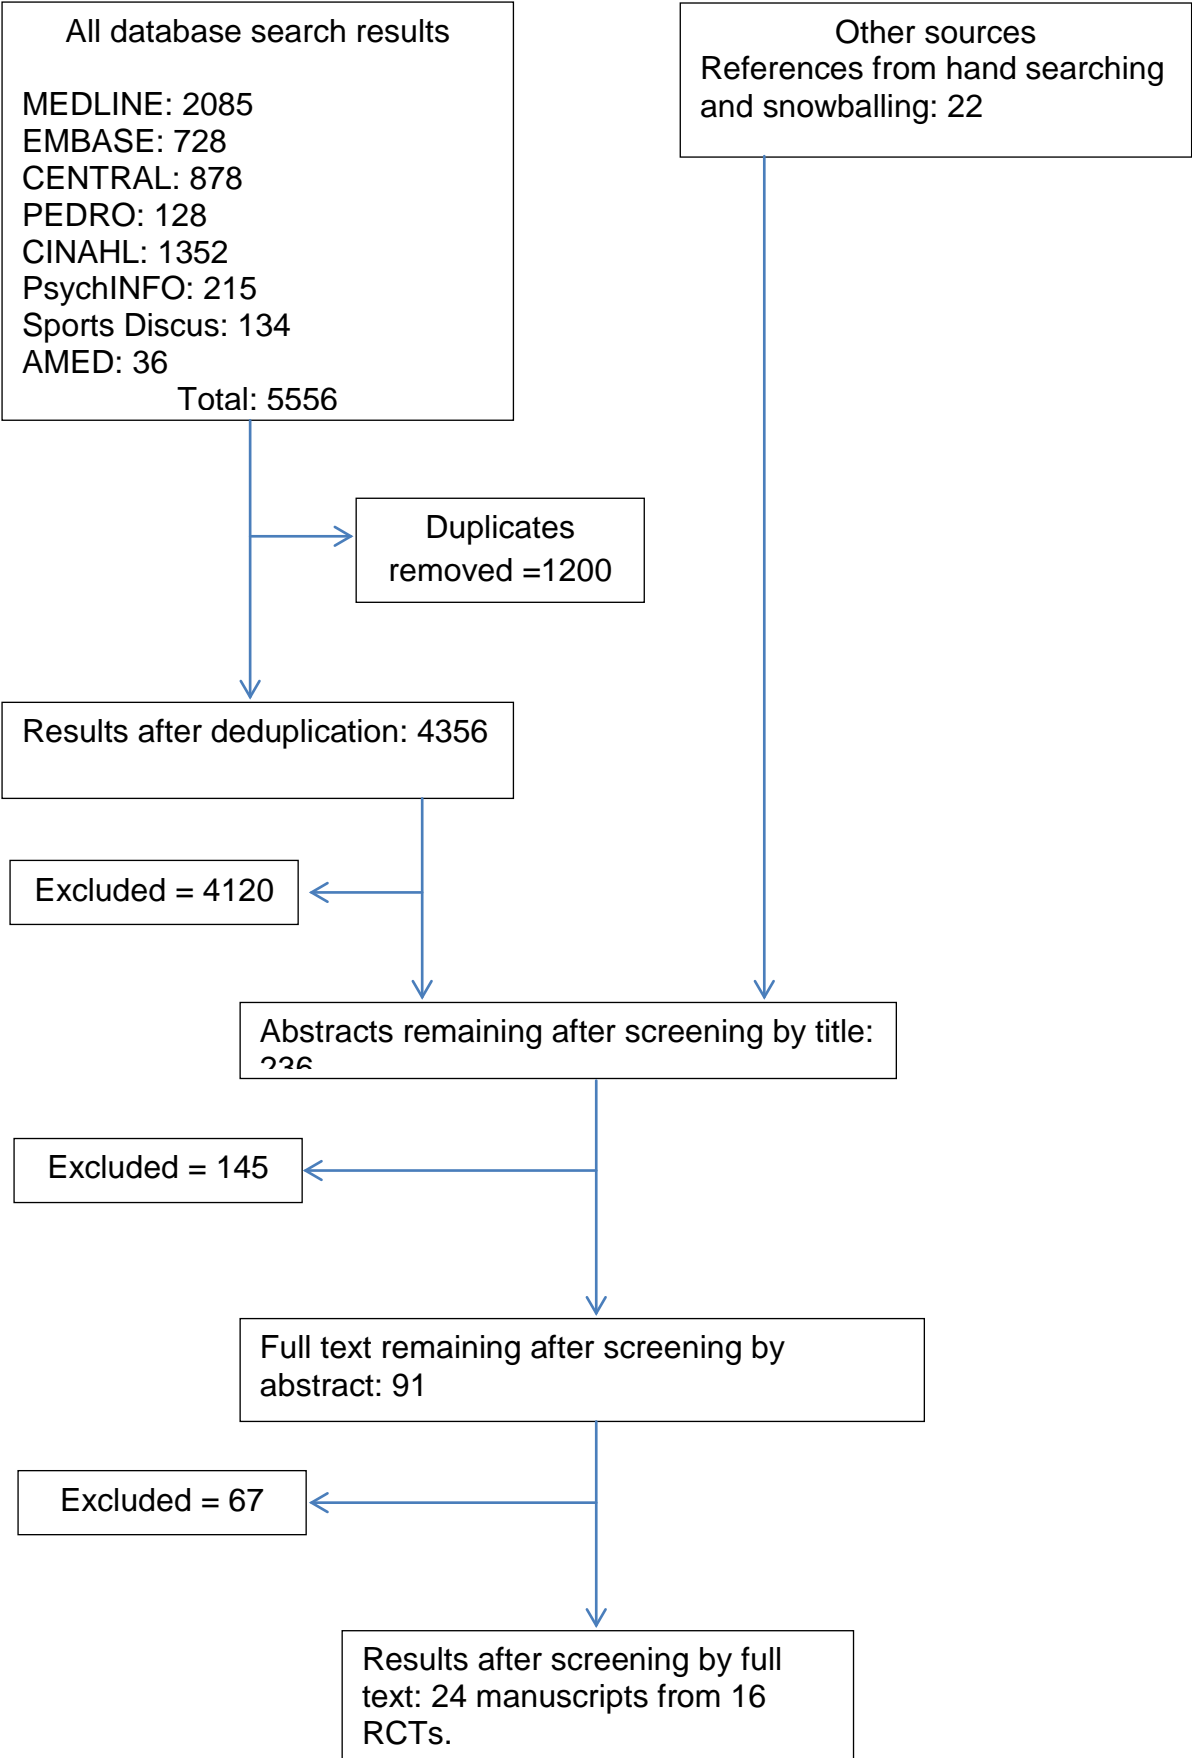 All database search results
MEDLINE: 2085
EMBASE: 728
CENTRAL: 878
PEDRO: 128
CINAHL: 1352
PsychINFO: 215
Sports Discus: 134
AMED: 36
Total: 5556
Other sources
References from hand searching
and snowballing: 22
Duplicates
removed =1200
Results after deduplication: 4356
Excluded = 4120
Abstracts remaining after screening by title:
236
Excluded = 145
Full text remaining after screening by
abstract: 91
Excluded = 67
Results after screening by full
text: 24 manuscripts from 16
RCTs.